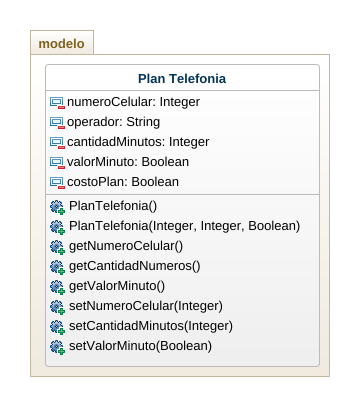 modelo
Plan Telefonia
numeroCelular: Integer
operador: String
cantidadMinutos: Integer
valorMinuto: Boolean
costoPlan: Boolean
PlanTelefonia()
PlanTelefonia(Integer, Integer, Boolean)
getNumeroCelular()
getCantidadNumeros()
getValorMinuto()
setNumeroCelular(Integer)
setCantidadMinutos(Integer)
setValorMinuto(Boolean)